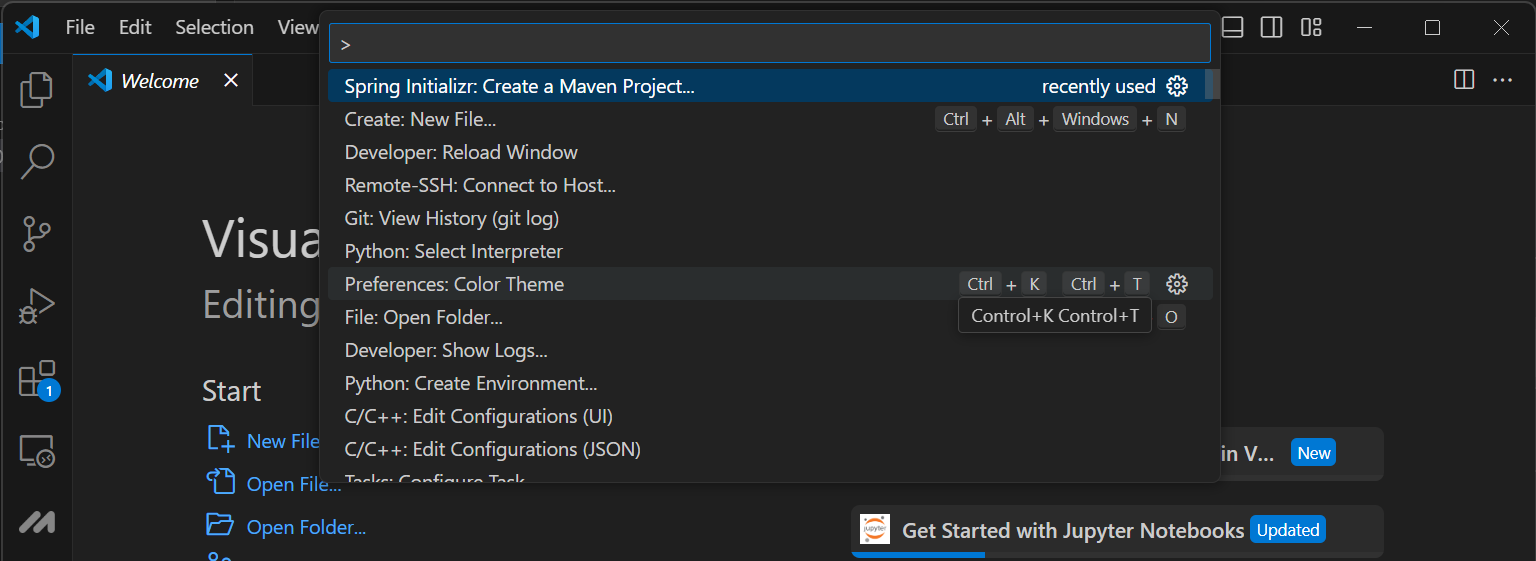 File Edit Selection View
>
Welcome
Spring Initializr: Create a Maven Project... recently used
Create: New File... Ctrl + Alt + Windows + N
Developer: Reload Window
Remote-SSH: Connect to Host...
Git: View History (git log)
Python: Select Interpreter
Preferences: Color Theme Ctrl + K Ctrl + T
File: Open Folder... O
Control+K Control+T
Developer: Show Logs...
Python: Create Environment...
C/C++: Edit Configurations (UI)
C/C++: Edit Configurations (JSON)
Tasks: Configure Task
Visua
Editing
Start
1
New File
Open File...
Open Folder...
in V... New
jupyter
Get Started with Jupyter Notebooks Updated